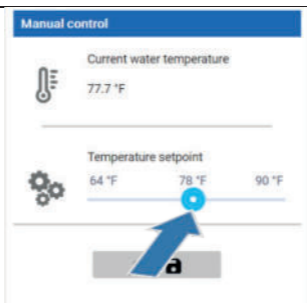 Manual control
Current water temperature
77.7 °F
Temperature setpoint
64 °F 78 °F 90 °F